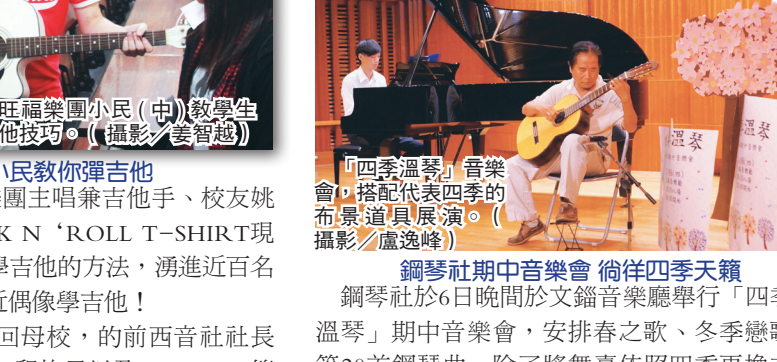 旺福樂團小民(中)教學生
他技巧。(攝影／姜智越)
小民教你彈吉他
樂團主唱兼吉他手、校友姚
K N‘ROLL T-SHIRT現
學吉他的方法，湧進近百名
近偶像學吉他！
回母校，的前西音社社長
「四季溫琴」音樂
會，搭配代表四季的
布景道具展演。(
攝影／盧逸峰)
溫琴
溫琴
鋼琴社期中音樂會 徜徉四季天籟
鋼琴社於6日晚間於文錙音樂廳舉行「四季
溫琴」期中音樂會，安排春之歌、冬季戀